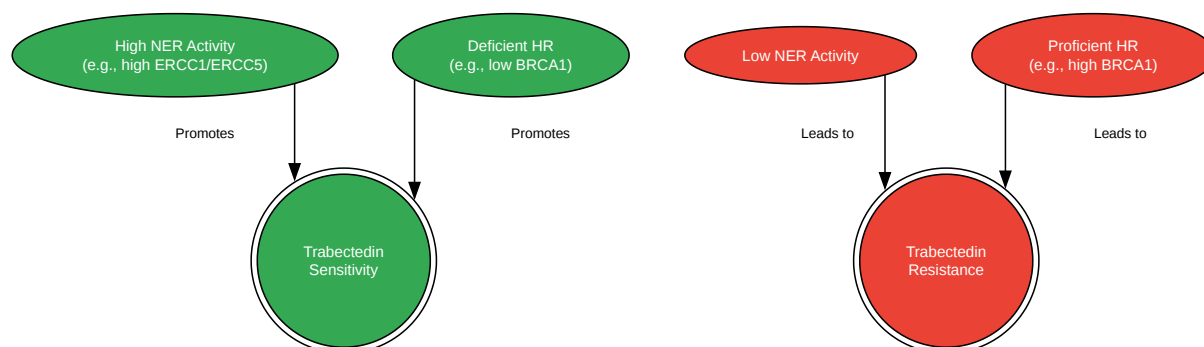 High NER Activity
(e.g., high ERCC1/ERCC5)
Deficient HR
(e.g., low BRCA1)
Low NER Activity
Proficient HR
(e.g., high BRCA1)
Promotes
Promotes
Leads to
Leads to
Trabectedin
Sensitivity
Trabectedin
Resistance